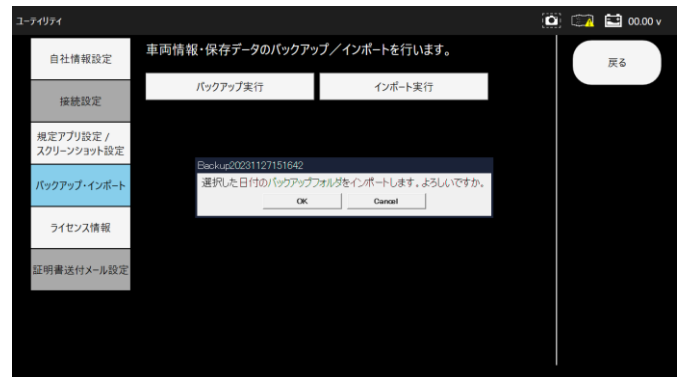 ユーティリティ
00.00 v
自社情報設定
接続設定
規定アプリ設定 /
スクリーンショット設定
バックアップ・インポート
ライセンス情報
証明書送付メール設定
車両情報・保存データのバックアップ／インポートを行います。
バックアップ実行
インポート実行
Backup20231127151642
選択した日付のバックアップフォルダをインポートします。よろしいですか。
OK
Cancel
戻る